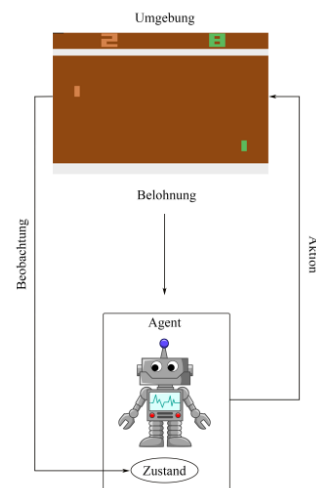 Umgebung
2 8
Belohnung
Beobachtung
Aktion
Agent
Zustand